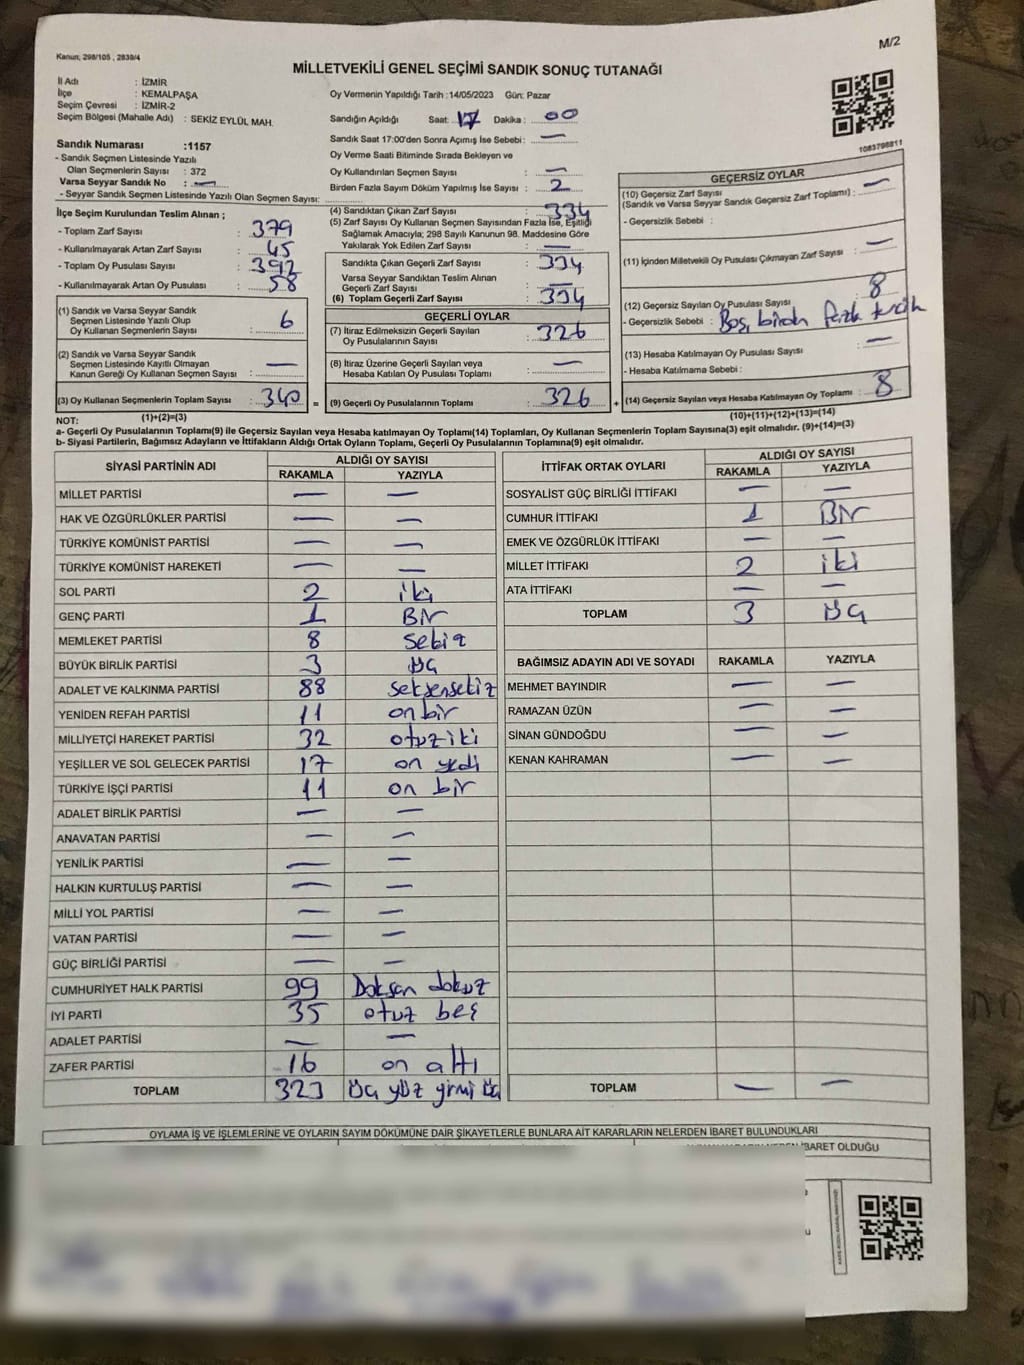 Kanun; 298/105 , 2839/4
M/2
MİLLETVEKİLİ GENEL SEÇİMİ SANDIK SONUÇ TUTANAĞI
İl Adı : İZMİR
İlçe : KEMALPAŞA
Seçim Çevresi : İZMİR-2
Seçim Bölgesi (Mahalle Adı) : SEKİZ EYLÜL MAH.
Oy Vermenin Yapıldığı Tarih :14/05/2023 Gün: Pazar
Sandığın Açıldığı Saat: 17 Dakika : 00
Sandık Saat 17:00'den Sonra Açımış İse Sebebi : —
Oy Verme Saati Bitiminde Sırada Bekleyen ve
Oy Kullandırılan Seçmen Sayısı : —
Birden Fazla Sayım Döküm Yapılmış İse Sayısı : 2
1083798811
Sandık Numarası :1157
- Sandık Seçmen Listesinde Yazılı
Olan Seçmenlerin Sayısı : 372
Varsa Seyyar Sandık No : —
- Seyyar Sandık Seçmen Listesinde Yazılı Olan Seçmen Sayısı:
İlçe Seçim Kurulundan Teslim Alınan ;
- Toplam Zarf Sayısı : 379
- Kullanılmayarak Artan Zarf Sayısı : 45
- Toplam Oy Pusulası Sayısı : 392
- Kullanılmayarak Artan Oy Pusulası : 58
(1) Sandık ve Varsa Seyyar Sandık
Seçmen Listesinde Yazılı Olup
Oy Kullanan Seçmenlerin Sayısı : 6
(2) Sandık ve Varsa Seyyar Sandık
Seçmen Listesinde Kayıtlı Olmayan
Kanun Gereği Oy Kullanan Seçmen Sayısı : —
(3) Oy Kullanan Seçmenlerin Toplam Sayısı : 340 =
(1)+(2)=(3)
(4) Sandıktan Çıkan Zarf Sayısı : 334
(5) Zarf Sayısı Oy Kullanan Seçmen Sayısından Fazla İse, Eşitliği
Sağlamak Amacıyla; 298 Sayılı Kanunun 98. Maddesine Göre
Yakılarak Yok Edilen Zarf Sayısı : —
Sandıkta Çıkan Geçerli Zarf Sayısı : 334
Varsa Seyyar Sandıktan Teslim Alınan
Geçerli Zarf Sayısı : —
(6) Toplam Geçerli Zarf Sayısı : 334
GEÇERLİ OYLAR
(7) İtiraz Edilmeksizin Geçerli Sayılan
Oy Pusulalarının Sayısı : 326
(8) İtiraz Üzerine Geçerli Sayılan veya
Hesaba Katılan Oy Pusulası Toplamı : —
(9) Geçerli Oy Pusulalarının Toplamı : 326 +
GEÇERSİZ OYLAR
(10) Geçersiz Zarf Sayısı
(Sandık ve Varsa Seyyar Sandık Geçersiz Zarf Toplamı) : —
- Geçersizlik Sebebi :
(11) İçinden Milletvekili Oy Pusulası Çıkmayan Zarf Sayısı : —
(12) Geçersiz Sayılan Oy Pusulası Sayısı : 8
- Geçersizlik Sebebi : Boş, birden fazla tercih
(13) Hesaba Katılmayan Oy Pusulası Sayısı : —
- Hesaba Katılmama Sebebi :
(14) Geçersiz Sayılan veya Hesaba Katılmayan Oy Toplamı : 8
(10)+(11)+(12)+(13)=(14)
NOT:
a- Geçerli Oy Pusulalarının Toplamı(9) ile Geçersiz Sayılan veya Hesaba katılmayan Oy Toplamı(14) Toplamları, Oy Kullanan Seçmenlerin Toplam Sayısına(3) eşit olmalıdır. (9)+(14)=(3)
b- Siyasi Partilerin, Bağımsız Adayların ve İttifakların Aldığı Ortak Oyların Toplamı, Geçerli Oy Pusulalarının Toplamına(9) eşit olmalıdır.
SİYASİ PARTİNİN ADI ALDIĞI OY SAYISI
RAKAMLA YAZIYLA
MİLLET PARTİSİ — —
HAK VE ÖZGÜRLÜKLER PARTİSİ — —
TÜRKİYE KOMÜNİST PARTİSİ — —
TÜRKİYE KOMÜNİST HAREKETİ — —
SOL PARTİ 2 iki
GENÇ PARTİ 1 Bir
MEMLEKET PARTİSİ 8 sekiz
BÜYÜK BİRLİK PARTİSİ 3 üç
ADALET VE KALKINMA PARTİSİ 88 seksensekiz
YENİDEN REFAH PARTİSİ 11 on bir
MİLLİYETÇİ HAREKET PARTİSİ 32 otuz iki
YEŞİLLER VE SOL GELECEK PARTİSİ 17 on yedi
TÜRKİYE İŞÇİ PARTİSİ 11 on bir
ADALET BİRLİK PARTİSİ — —
ANAVATAN PARTİSİ — —
YENİLİK PARTİSİ — —
HALKIN KURTULUŞ PARTİSİ — —
MİLLİ YOL PARTİSİ — —
VATAN PARTİSİ — —
GÜÇ BİRLİĞİ PARTİSİ — —
CUMHURİYET HALK PARTİSİ 99 Doksan dokuz
İYİ PARTİ 35 otuz beş
ADALET PARTİSİ — —
ZAFER PARTİSİ 16 on altı
TOPLAM 323 üç yüz yirmi üç
İTTİFAK ORTAK OYLARI ALDIĞI OY SAYISI
RAKAMLA YAZIYLA
SOSYALİST GÜÇ BİRLİĞİ İTTİFAKI — —
CUMHUR İTTİFAKI 1 Bir
EMEK VE ÖZGÜRLÜK İTTİFAKI — —
MİLLET İTTİFAKI 2 iki
ATA İTTİFAKI — —
TOPLAM 3 üç
BAĞIMSIZ ADAYIN ADI VE SOYADI RAKAMLA YAZIYLA
MEHMET BAYINDIR — —
RAMAZAN ÜZÜN — —
SİNAN GÜNDOĞDU — —
KENAN KAHRAMAN — —
TOPLAM — —
OYLAMA İŞ VE İŞLEMLERİNE VE OYLARIN SAYIM DÖKÜMÜNE DAİR ŞİKAYETLERLE BUNLARA AİT KARARLARIN NELERDEN İBARET BULUNDUKLARI
İBARET OLDUĞU